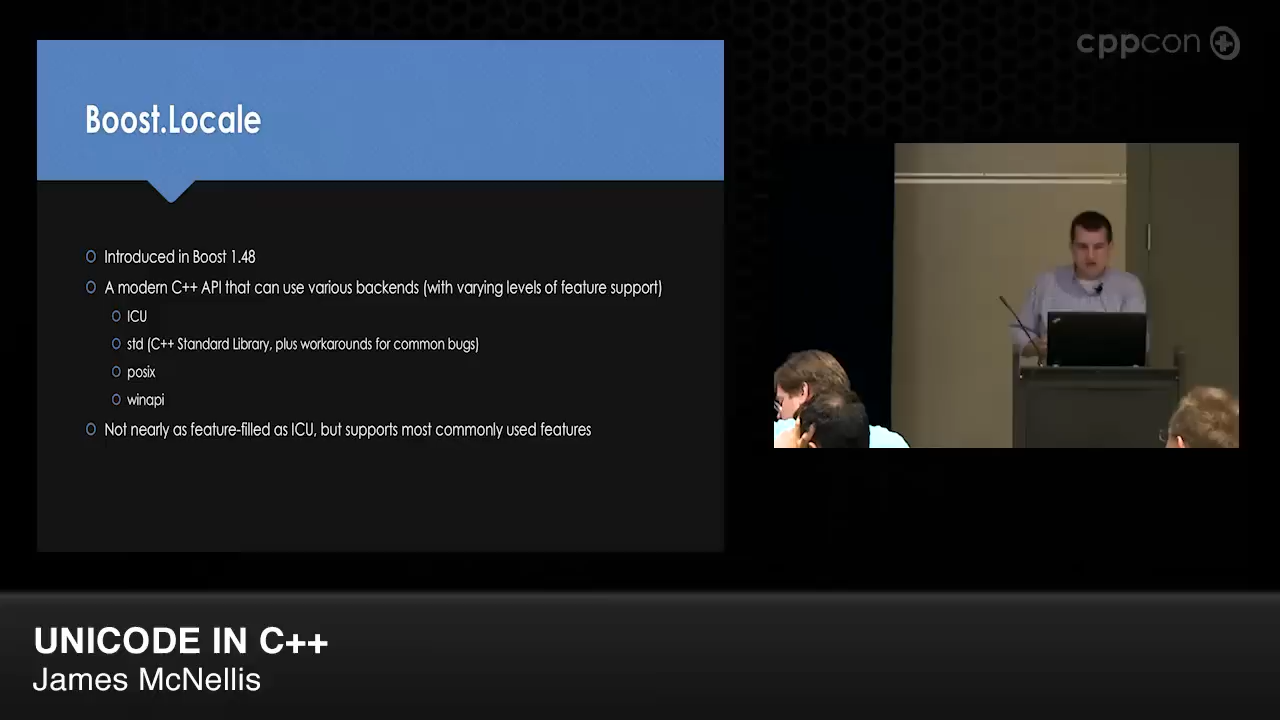 cppcon
Boost.Locale
Introduced in Boost 1.48
A modern C++ API that can use various backends (with varying levels of feature support)
ICU
std (C++ Standard Library, plus workarounds for common bugs)
posix
winapi
Not nearly as feature-filled as ICU, but supports most commonly used features
UNICODE IN C++
James McNellis